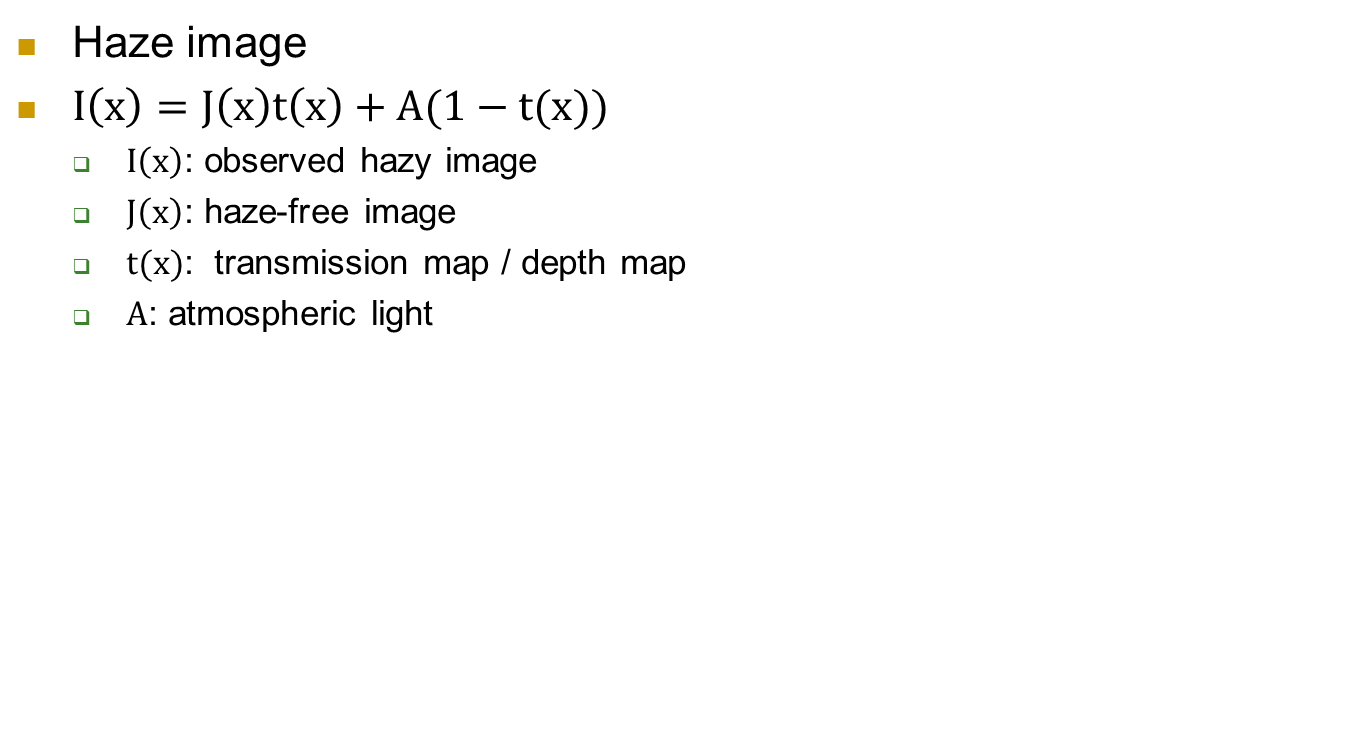 Haze image
I(x) = J(x)t(x) + A(1 − t(x))
I(x): observed hazy image
J(x): haze-free image
t(x): transmission map / depth map
A: atmospheric light